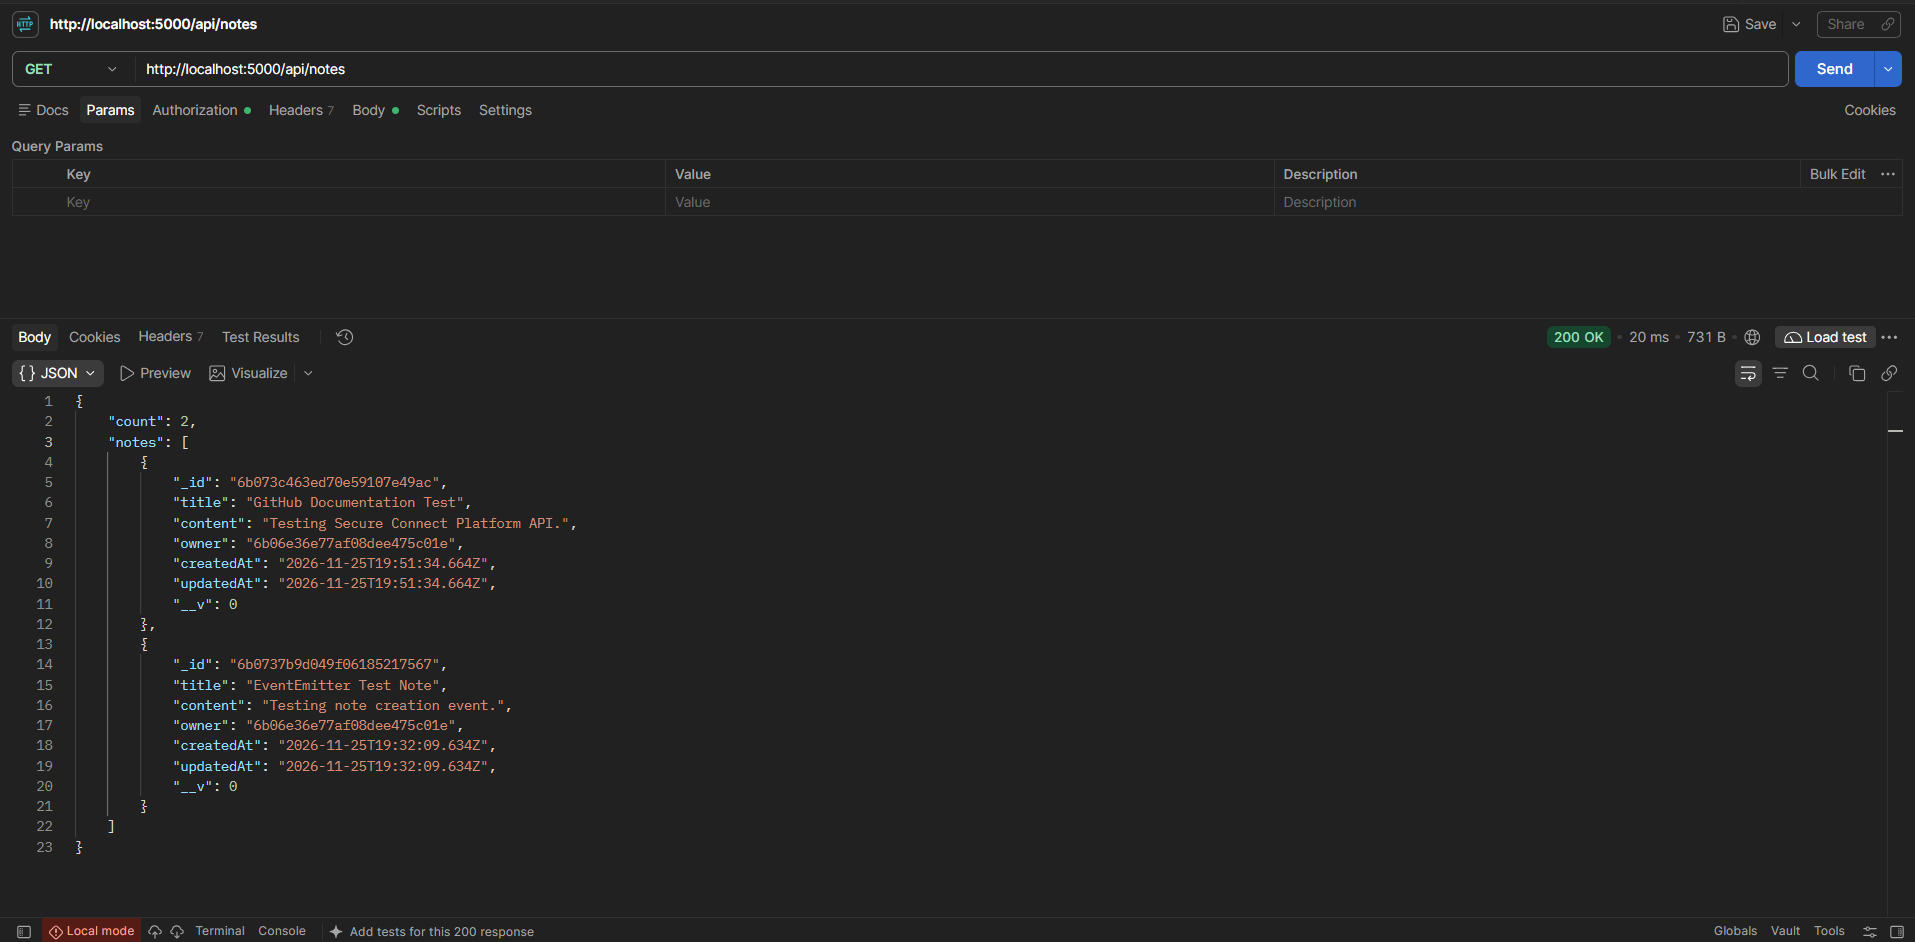 HTTP http://localhost:5000/api/notes Save Share
GET http://localhost:5000/api/notes Send
Docs Params Authorization Headers 7 Body Scripts Settings Cookies
Query Params
Key Value Description Bulk Edit
Key Value Description
Body Cookies Headers 7 Test Results 200 OK 20 ms 731 B Load test
{} JSON Preview Visualize
1 {
2 "count": 2,
3 "notes": [
4 {
5 "_id": "6b073c463ed70e59107e49ac",
6 "title": "GitHub Documentation Test",
7 "content": "Testing Secure Connect Platform API.",
8 "owner": "6b06e36e77af08dee475c01e",
9 "createdAt": "2026-11-25T19:51:34.664Z",
10 "updatedAt": "2026-11-25T19:51:34.664Z",
11 "__v": 0
12 },
13 {
14 "_id": "6b0737b9d049f06185217567",
15 "title": "EventEmitter Test Note",
16 "content": "Testing note creation event.",
17 "owner": "6b06e36e77af08dee475c01e",
18 "createdAt": "2026-11-25T19:32:09.634Z",
19 "updatedAt": "2026-11-25T19:32:09.634Z",
20 "__v": 0
21 }
22 ]
23 }
Local mode Terminal Console Add tests for this 200 response Globals Vault Tools